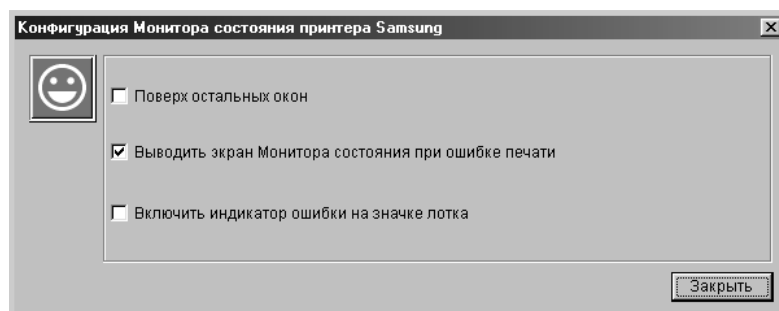 Конфигурация Монитора состояния принтера Samsung
Поверх остальных окон
Выводить экран Монитора состояния при ошибке печати
Включить индикатор ошибки на значке лотка
Закрыть